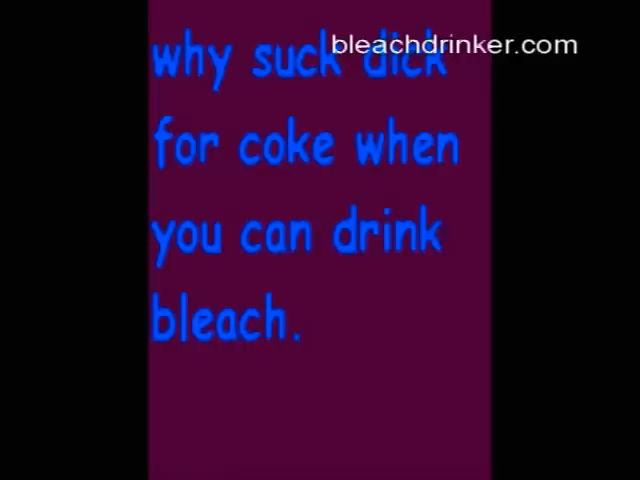 bleachdrinker.com
why suck dick
for coke when
you can drink
bleach.